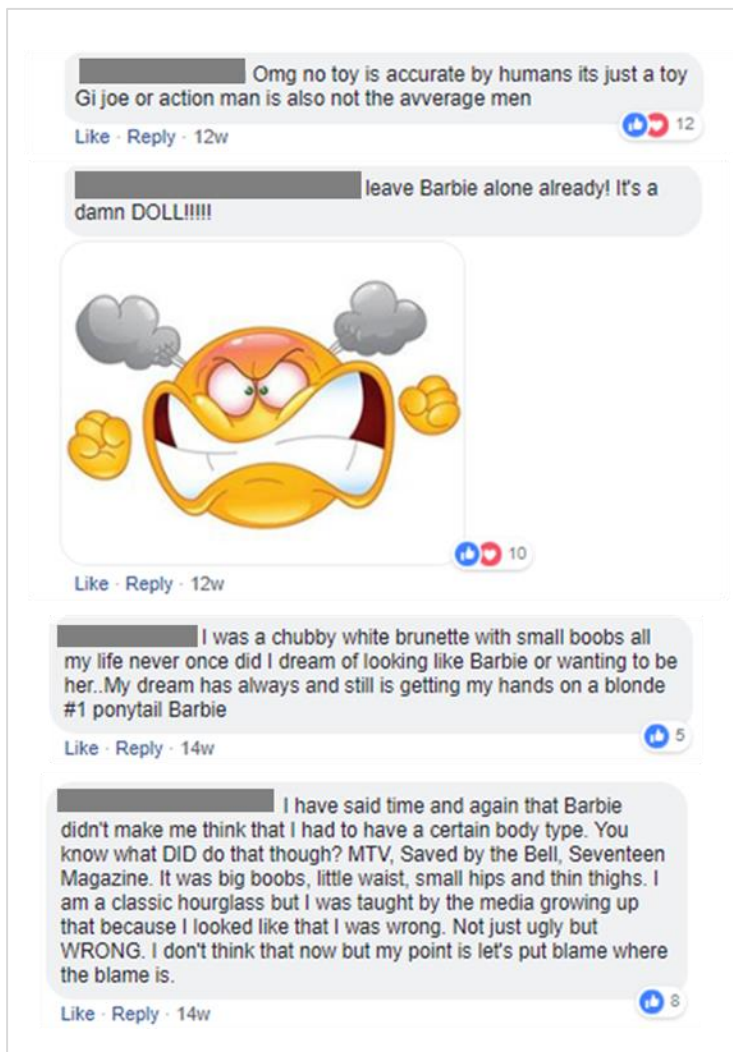 Omg no toy is accurate by humans its just a toy
Gi joe or action man is also not the avverage men
12
Like · Reply · 12w
leave Barbie alone already! It's a
damn DOLL!!!!!
10
Like · Reply · 12w
I was a chubby white brunette with small boobs all
my life never once did I dream of looking like Barbie or wanting to be
her..My dream has always and still is getting my hands on a blonde
#1 ponytail Barbie
5
Like · Reply · 14w
I have said time and again that Barbie
didn't make me think that I had to have a certain body type. You
know what DID do that though? MTV, Saved by the Bell, Seventeen
Magazine. It was big boobs, little waist, small hips and thin thighs. I
am a classic hourglass but I was taught by the media growing up
that because I looked like that I was wrong. Not just ugly but
WRONG. I don't think that now but my point is let's put blame where
the blame is.
8
Like · Reply · 14w